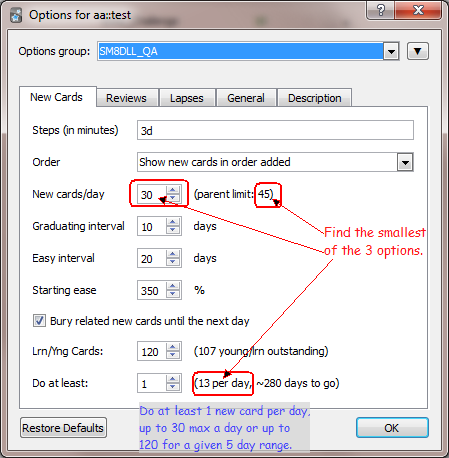 Options for aa::test
Options group: SM8DLL_QA
New Cards Reviews Lapses General Description
Steps (in minutes) 3d
Order Show new cards in order added
New cards/day 30 (parent limit: 45)
Find the smallest
of the 3 options.
Graduating interval 10 days
Easy interval 20 days
Starting ease 350 %
Bury related new cards until the next day
Lrn/Yng Cards: 120 (107 young/lrn outstanding)
Do at least: 1 (13 per day, ~280 days to go)
Do at least 1 new card per day,
up to 30 max a day or up to
120 for a given 5 day range.
Restore Defaults OK